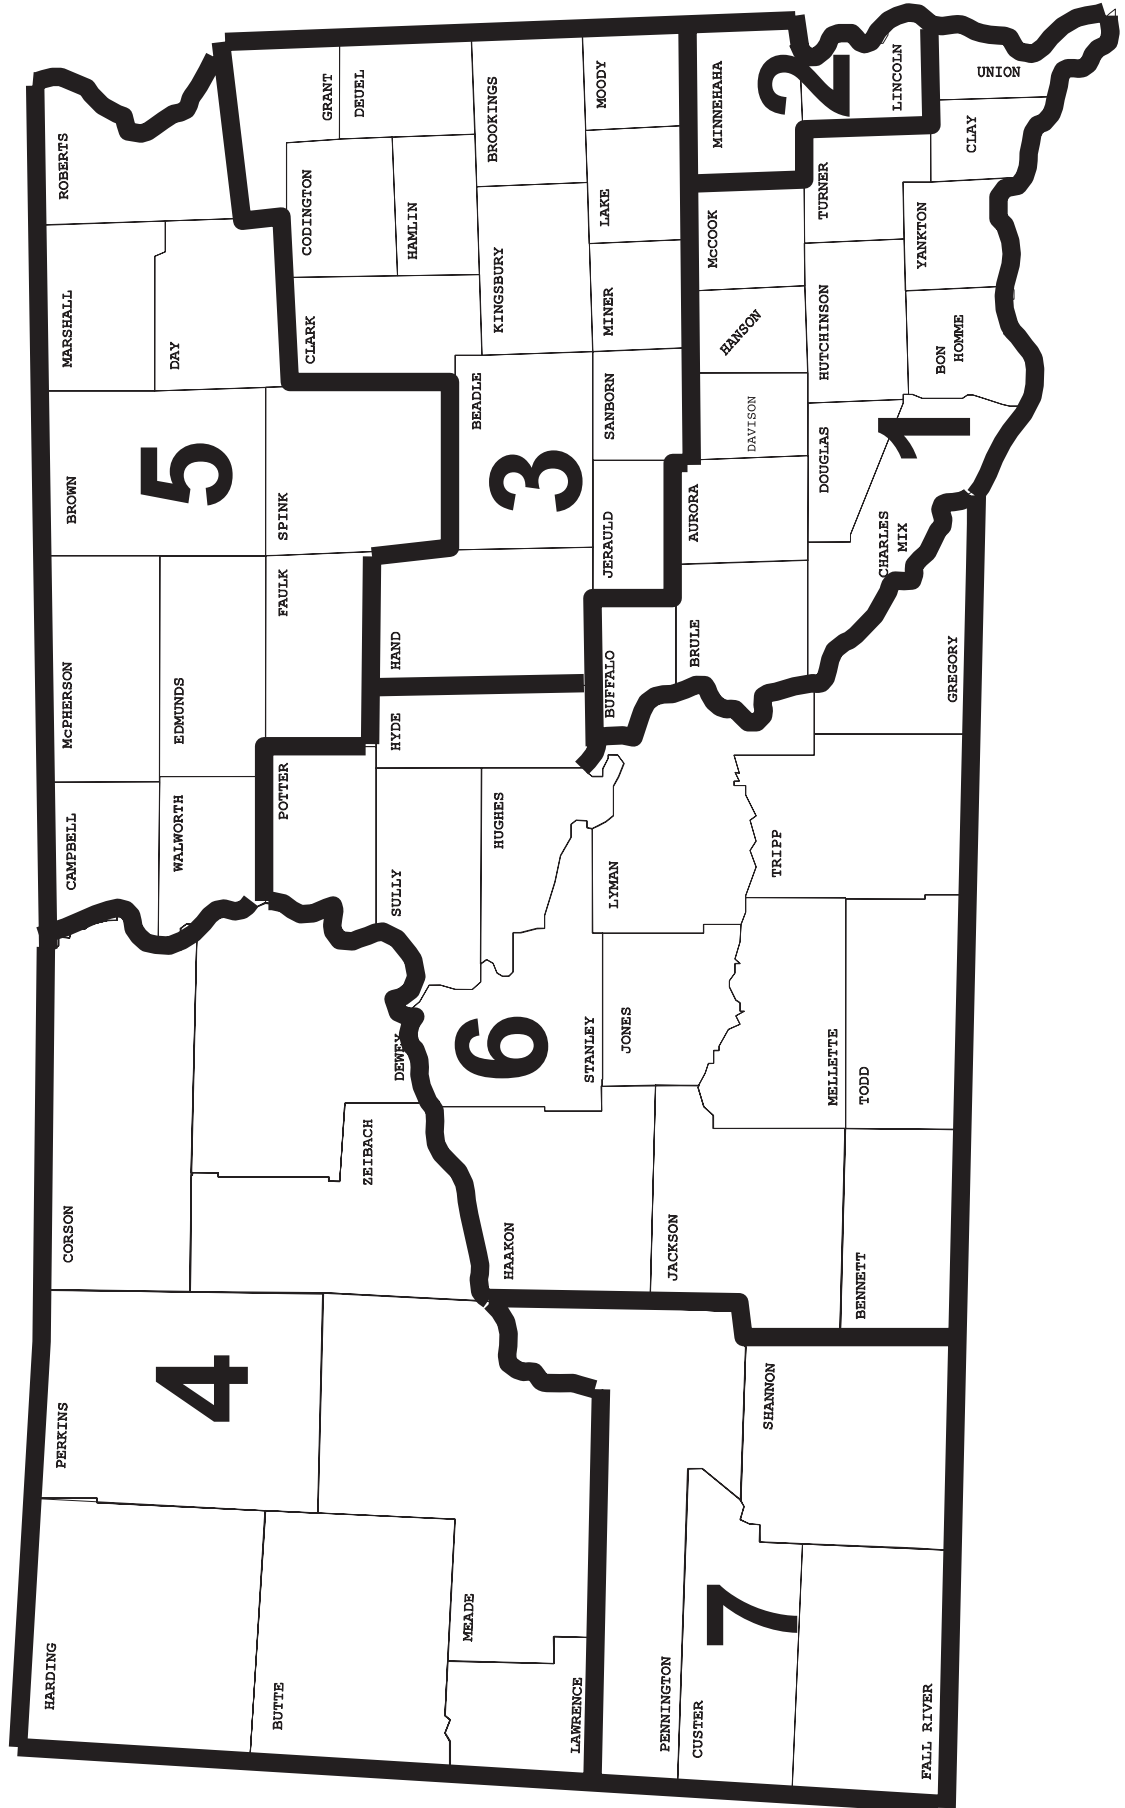 HARDING
PERKINS
CORSON
CAMPBELL
McPHERSON
BROWN
MARSHALL
ROBERTS
4
5
BUTTE
WALWORTH
EDMUNDS
DAY
POTTER
FAULK
SPINK
CLARK
CODINGTON
GRANT
DEUEL
ZEIBACH
DEWEY
SULLY
HYDE
HAND
HAMLIN
MEADE
BEADLE
6
3
HAAKON
HUGHES
KINGSBURY
BROOKINGS
LAWRENCE
STANLEY
LYMAN
JONES
BUFFALO
JERAULD
SANBORN
MINER
LAKE
MOODY
PENNINGTON
JACKSON
BRULE
AURORA
HANSON
McCOOK
MINNEHAHA
CUSTER
7
SHANNON
TRIPP
DAVISON
2
MELLETTE
DOUGLAS
HUTCHINSON
TURNER
BENNETT
TODD
CHARLES
MIX
1
LINCOLN
FALL RIVER
GREGORY
BON
HOMME
YANKTON
CLAY
UNION